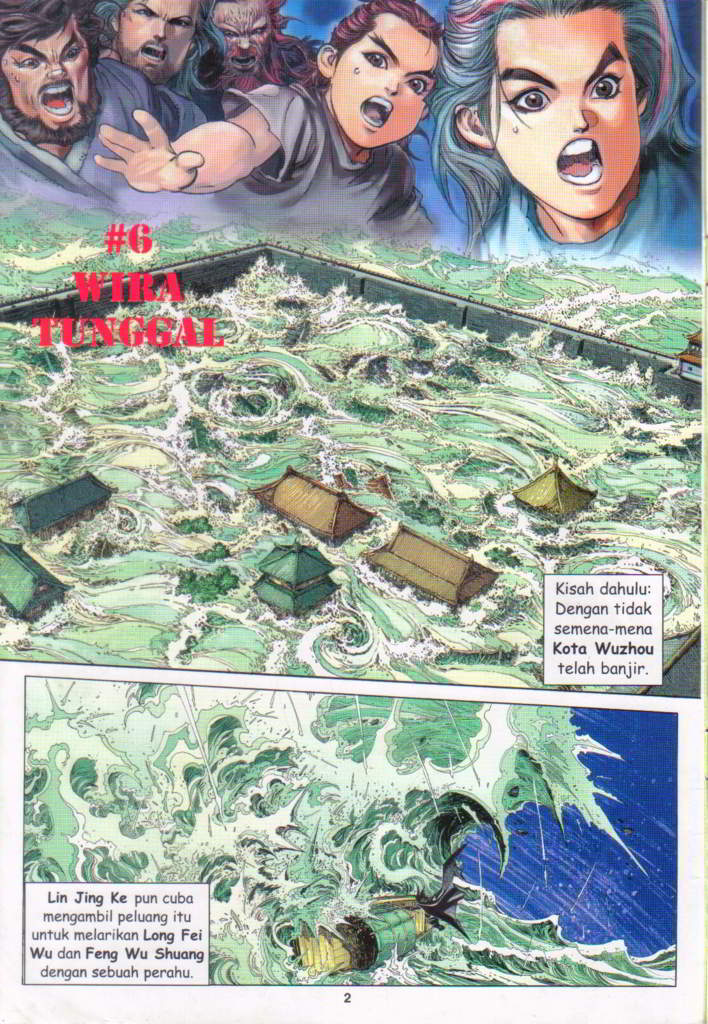 #6
WIRA
TUNGGAL
Kisah dahulu:
Dengan tidak
semena-mena
Kota Wuzhou
telah banjir.
Lin Jing Ke pun cuba
mengambil peluang itu
untuk melarikan Long Fei
Wu dan Feng Wu Shuang
dengan sebuah perahu.
2